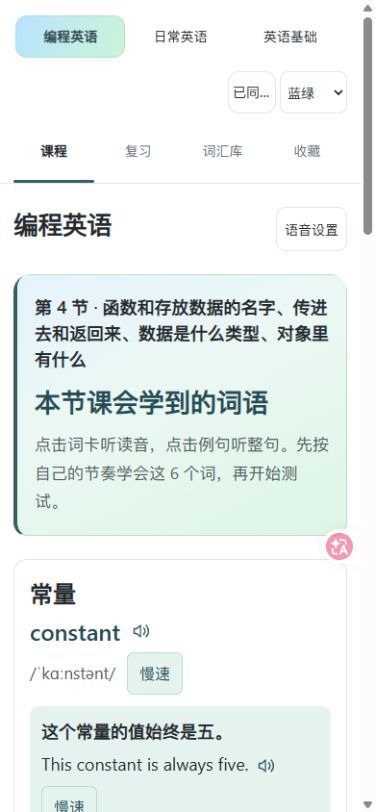 编程英语
日常英语
英语基础
已同...
蓝绿
课程
复习
词汇库
收藏
编程英语
语音设置
第 4 节 · 函数和存放数据的名字、传进
去和返回来、数据是什么类型、对象里
有什么
本节课会学到的词语
点击词卡听读音，点击例句听整句。先按
自己的节奏学会这 6 个词，再开始测
试。
常量
constant
/ˈkɑːnstənt/
慢速
这个常量的值始终是五。
This constant is always five.
慢速